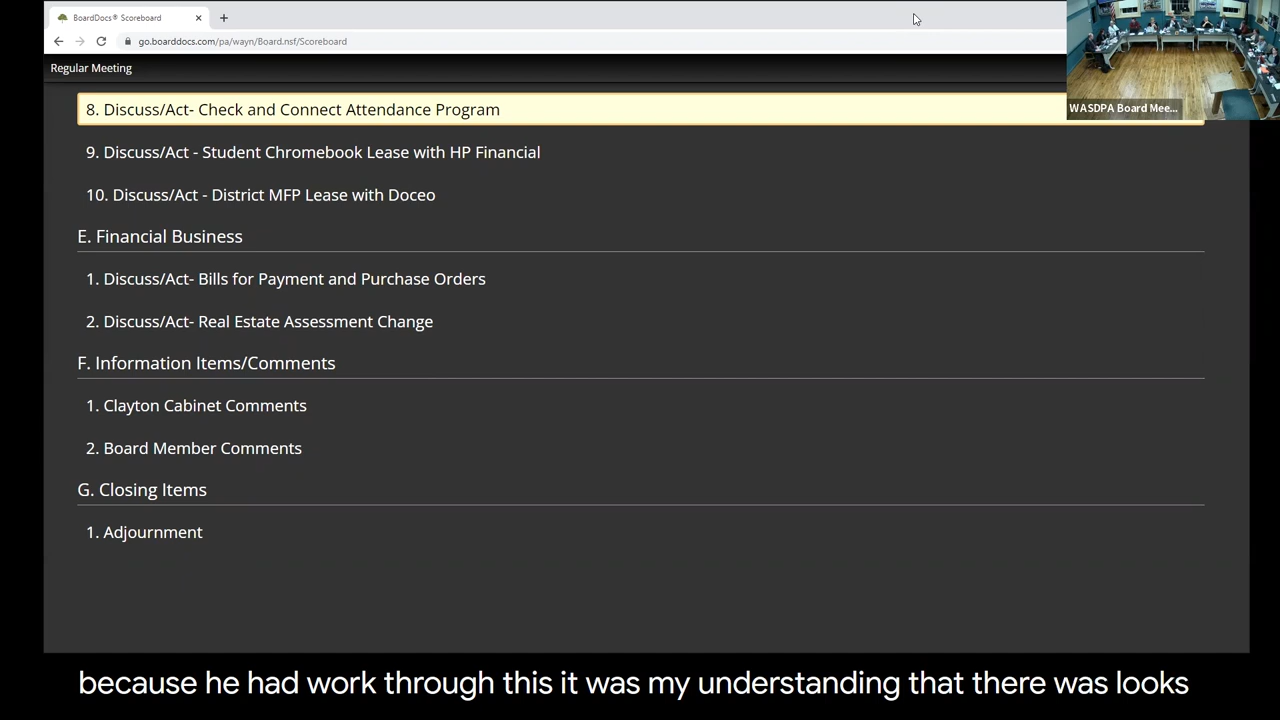 BoardDocs® Scoreboard
go.boarddocs.com/pa/wayn/Board.nsf/Scoreboard
Regular Meeting
WASDPA Board Mee...
8. Discuss/Act- Check and Connect Attendance Program
9. Discuss/Act - Student Chromebook Lease with HP Financial
10. Discuss/Act - District MFP Lease with Doceo
E. Financial Business
1. Discuss/Act- Bills for Payment and Purchase Orders
2. Discuss/Act- Real Estate Assessment Change
F. Information Items/Comments
1. Clayton Cabinet Comments
2. Board Member Comments
G. Closing Items
1. Adjournment
because he had work through this it was my understanding that there was looks